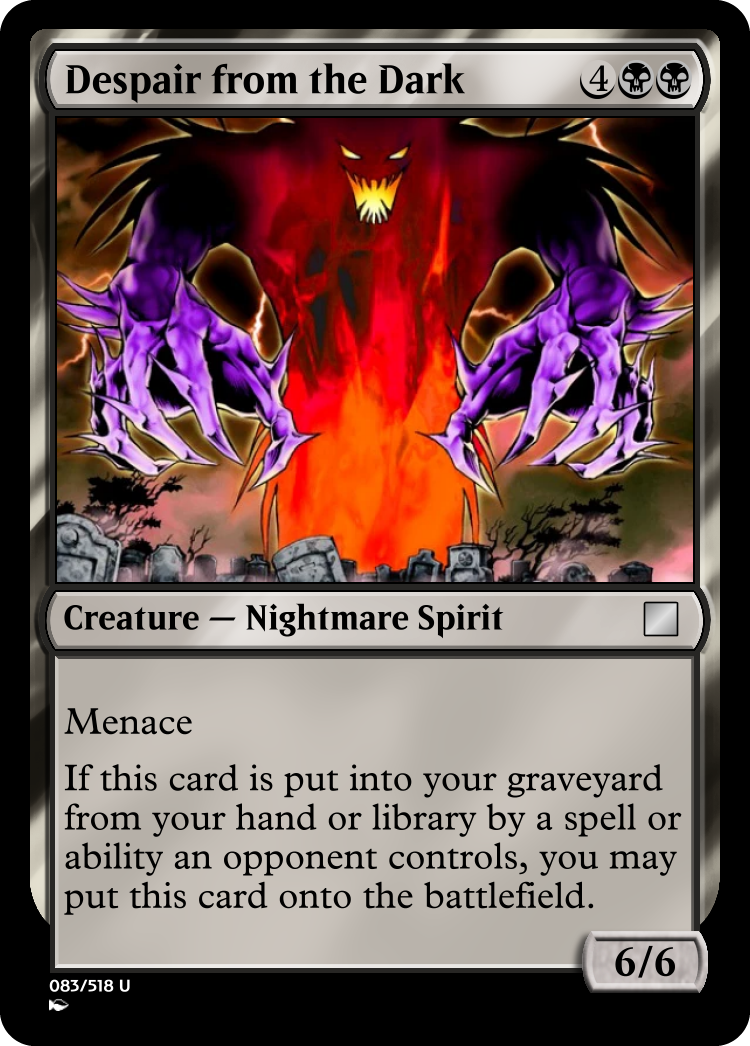 Despair from the Dark 4
Creature — Nightmare Spirit
Menace
If this card is put into your graveyard
from your hand or library by a spell or
ability an opponent controls, you may
put this card onto the battlefield.
6/6
083/518 U